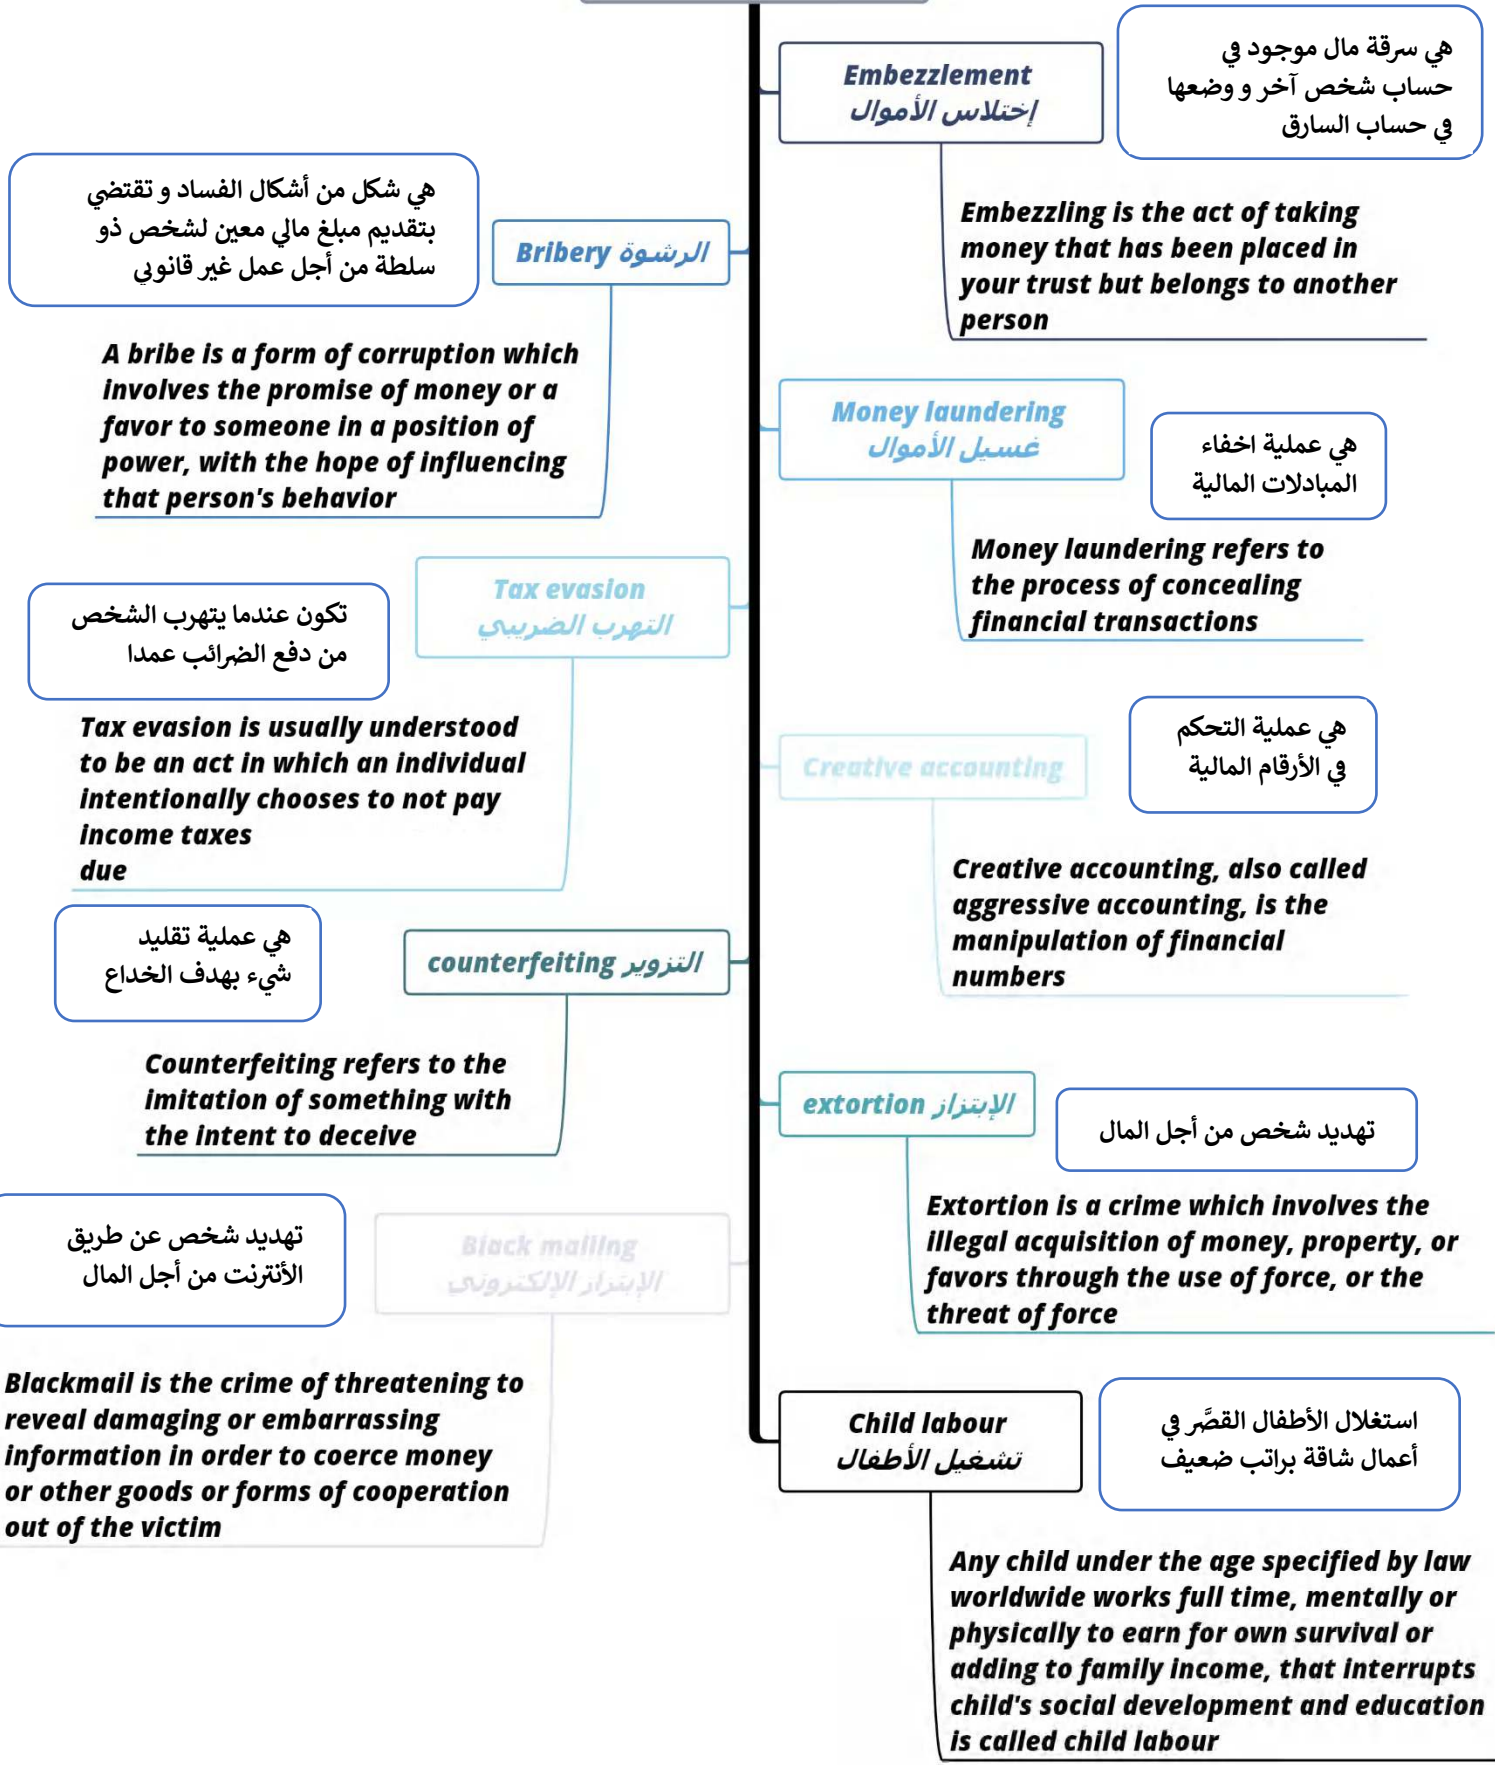 Embezzlement
إختلاس الأموال
هي سرقة مال موجود في
حساب شخص آخر و وضعها
في حساب السارق
Embezzling is the act of taking
money that has been placed in
your trust but belongs to another
person
هي شكل من أشكال الفساد و تقتضي
بتقديم مبلغ مالي معين لشخص ذو
سلطة من أجل عمل غير قانوني
Bribery الرشوة
A bribe is a form of corruption which
involves the promise of money or a
favor to someone in a position of
power, with the hope of influencing
that person's behavior
Money laundering
غسيل الأموال
هي عملية اخفاء
المبادلات المالية
Money laundering refers to
the process of concealing
financial transactions
Tax evasion
التهرب الضريبي
تكون عندما يتهرب الشخص
من دفع الضرائب عمدا
Tax evasion is usually understood
to be an act in which an individual
intentionally chooses to not pay
income taxes
due
Creative accounting
هي عملية التحكم
في الأرقام المالية
Creative accounting, also called
aggressive accounting, is the
manipulation of financial
numbers
هي عملية تقليد
شيء بهدف الخداع
counterfeiting التزوير
Counterfeiting refers to the
imitation of something with
the intent to deceive
extortion الإبتزاز
تهديد شخص من أجل المال
Extortion is a crime which involves the
illegal acquisition of money, property, or
favors through the use of force, or the
threat of force
تهديد شخص عن طريق
الأنترنت من أجل المال
Black mailing
الإبتزاز الإلكتروني
Blackmail is the crime of threatening to
reveal damaging or embarrassing
information in order to coerce money
or other goods or forms of cooperation
out of the victim
Child labour
تشغيل الأطفال
استغلال الأطفال القصَّر في
أعمال شاقة براتب ضعيف
Any child under the age specified by law
worldwide works full time, mentally or
physically to earn for own survival or
adding to family income, that interrupts
child's social development and education
is called child labour